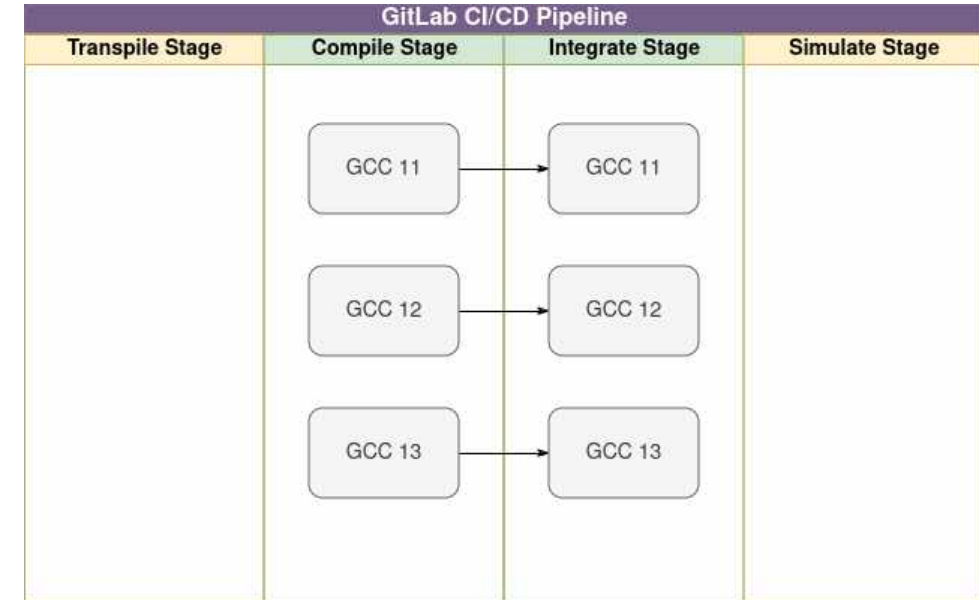 GitLab CI/CD Pipeline
Transpile Stage
Compile Stage
Integrate Stage
Simulate Stage
GCC 11
GCC 11
GCC 12
GCC 12
GCC 13
GCC 13